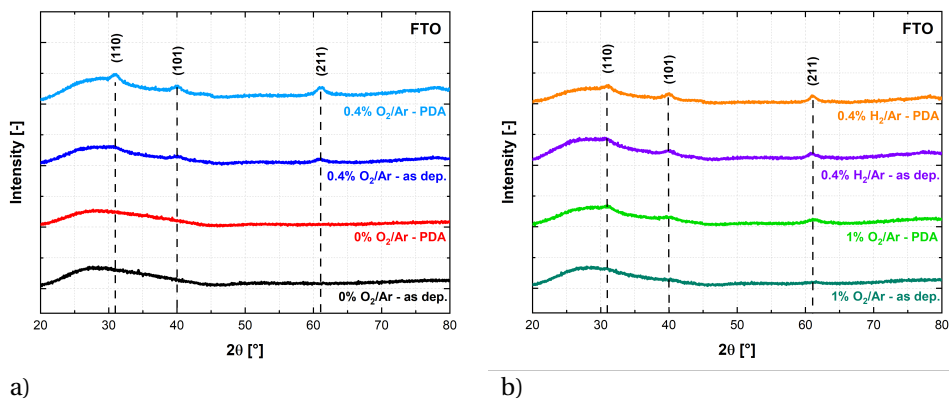 FTO
(110)
(101)
(211)
0.4% O₂/Ar - PDA
0.4% O₂/Ar - as dep.
0% O₂/Ar - PDA
0% O₂/Ar - as dep.
Intensity [-]
20 30 40 50 60 70 80
2θ [°]
a)
FTO
(110)
(101)
(211)
0.4% H₂/Ar - PDA
0.4% H₂/Ar - as dep.
1% O₂/Ar - PDA
1% O₂/Ar - as dep.
Intensity [-]
20 30 40 50 60 70 80
2θ [°]
b)